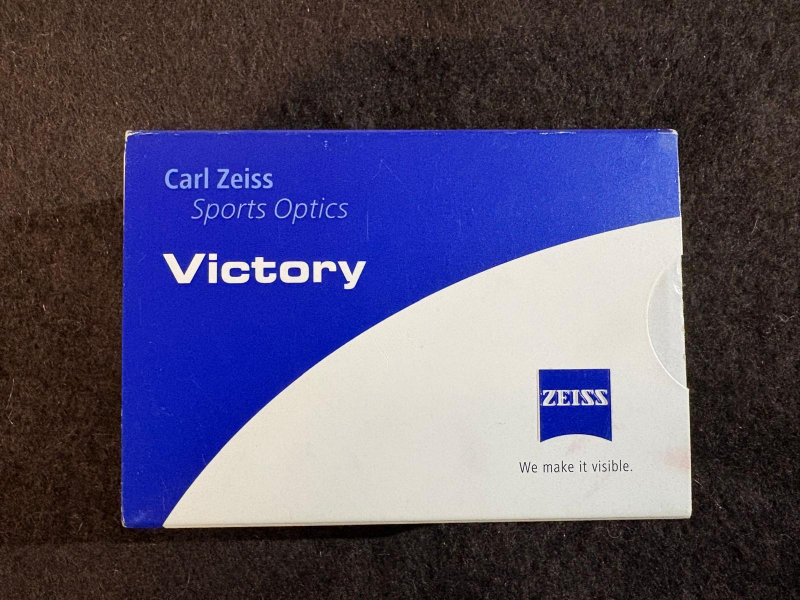 Carl Zeiss
Sports Optics
Victory
ZEISS
We make it visible.